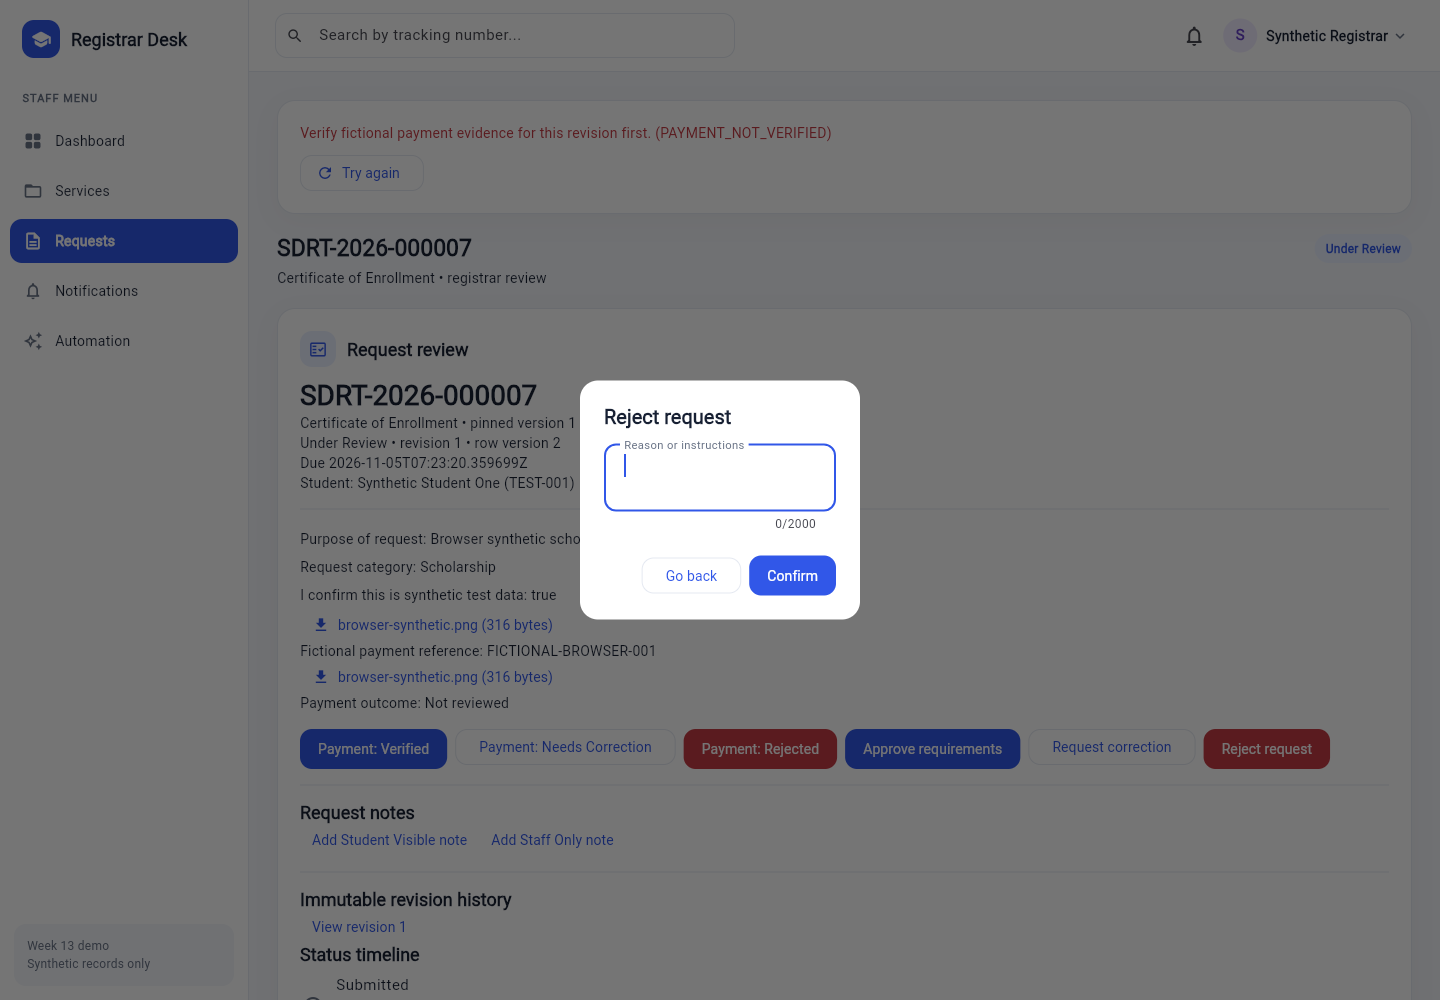 Registrar Desk
Search by tracking number...
S
Synthetic Registrar
STAFF MENU
Dashboard
Services
Requests
Notifications
Automation
Week 13 demo
Synthetic records only
Verify fictional payment evidence for this revision first. (PAYMENT_NOT_VERIFIED)
Try again
SDRT-2026-000007
Under Review
Certificate of Enrollment • registrar review
Request review
SDRT-2026-000007
Certificate of Enrollment • pinned version 1
Under Review • revision 1 • row version 2
Due 2026-11-05T07:23:20.359699Z
Student: Synthetic Student One (TEST-001)
Purpose of request: Browser synthetic scho
Request category: Scholarship
I confirm this is synthetic test data: true
browser-synthetic.png (316 bytes)
Fictional payment reference: FICTIONAL-BROWSER-001
browser-synthetic.png (316 bytes)
Payment outcome: Not reviewed
Payment: Verified
Payment: Needs Correction
Payment: Rejected
Approve requirements
Request correction
Reject request
Request notes
Add Student Visible note
Add Staff Only note
Immutable revision history
View revision 1
Status timeline
Submitted
Reject request
Reason or instructions
0/2000
Go back
Confirm